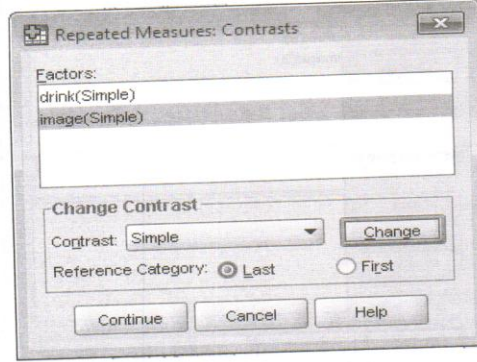 Repeated Measures: Contrasts
Factors:
drink(Simple)
image(Simple)
Change Contrast
Contrast: Simple Change
Reference Category: Last First
Continue Cancel Help